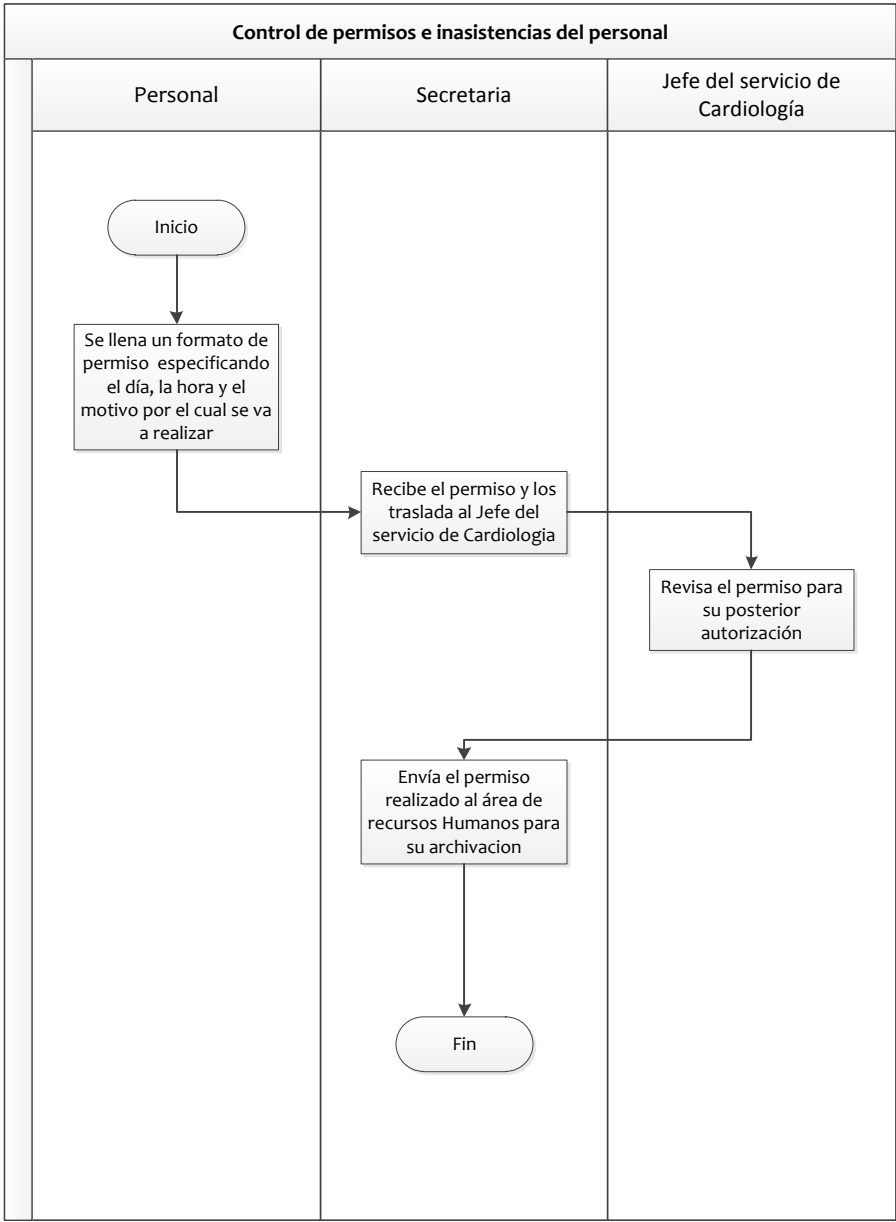 Control de permisos e inasistencias del personal
Personal
Secretaria
Jefe del servicio de
Cardiología
Inicio
Se llena un formato de
permiso especificando
el día, la hora y el
motivo por el cual se va
a realizar
Recibe el permiso y los
traslada al Jefe del
servicio de Cardiologia
Revisa el permiso para
su posterior
autorización
Envía el permiso
realizado al área de
recursos Humanos para
su archivacion
Fin